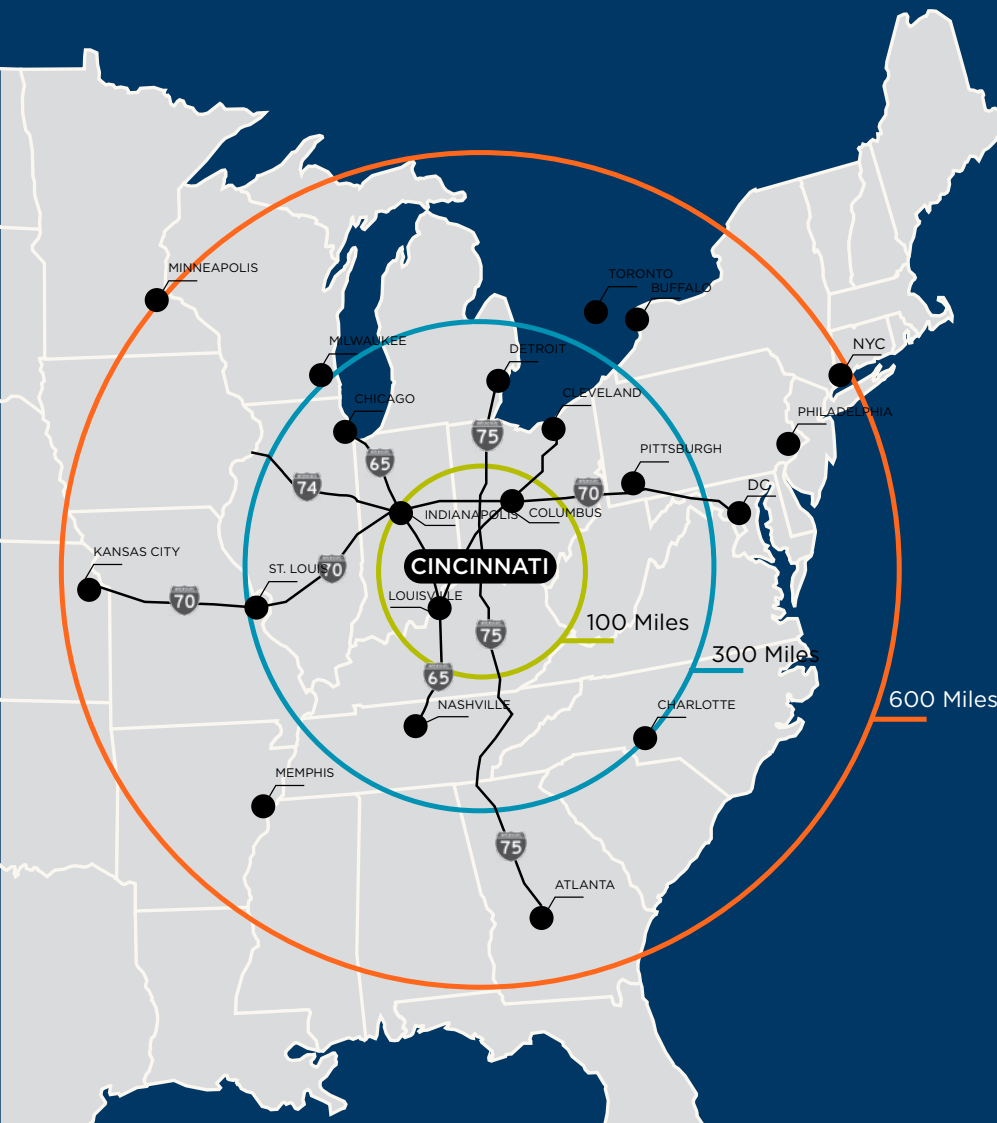 TORONTO
MINNEAPOLIS
BUFFALO
MILWAUKEE
NYC
DETROIT
CHICAGO
CLEVELAND
PHILADELPHIA
75
PITTSBURGH
65
74
70
DC
INDIANAPOLIS
COLUMBUS
KANSAS CITY
CINCINNATI
ST. LOUIS
70
70
LOUISVILLE
100 Miles
75
300 Miles
65
600 Miles
NASHVILLE
CHARLOTTE
MEMPHIS
75
ATLANTA